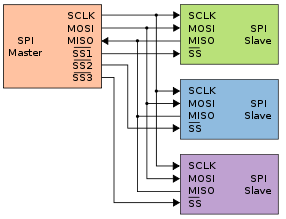 SCLK
MOSI
SPI
Master
MISO
SS1
SS2
SS3
SCLK
MOSI
MISO
SS
SPI
Slave
SCLK
MOSI
MISO
SS
SPI
Slave
SCLK
MOSI
MISO
SS
SPI
Slave